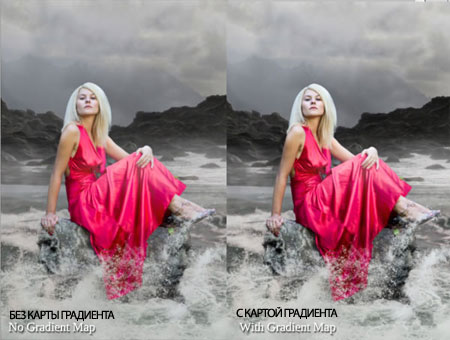 БЕЗ КАРТЫ ГРАДИЕНТА
No Gradient Map
С КАРТОЙ ГРАДИЕНТА
With Gradient Map